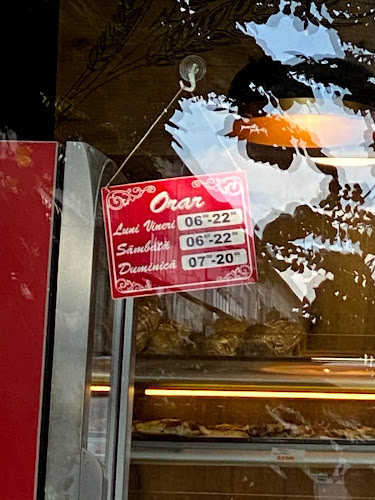 Orar
Luni Vineri 06⁰⁰-22⁰⁰
Sâmbătă 06⁰⁰-22⁰⁰
Duminică 07⁰⁰-20⁰⁰